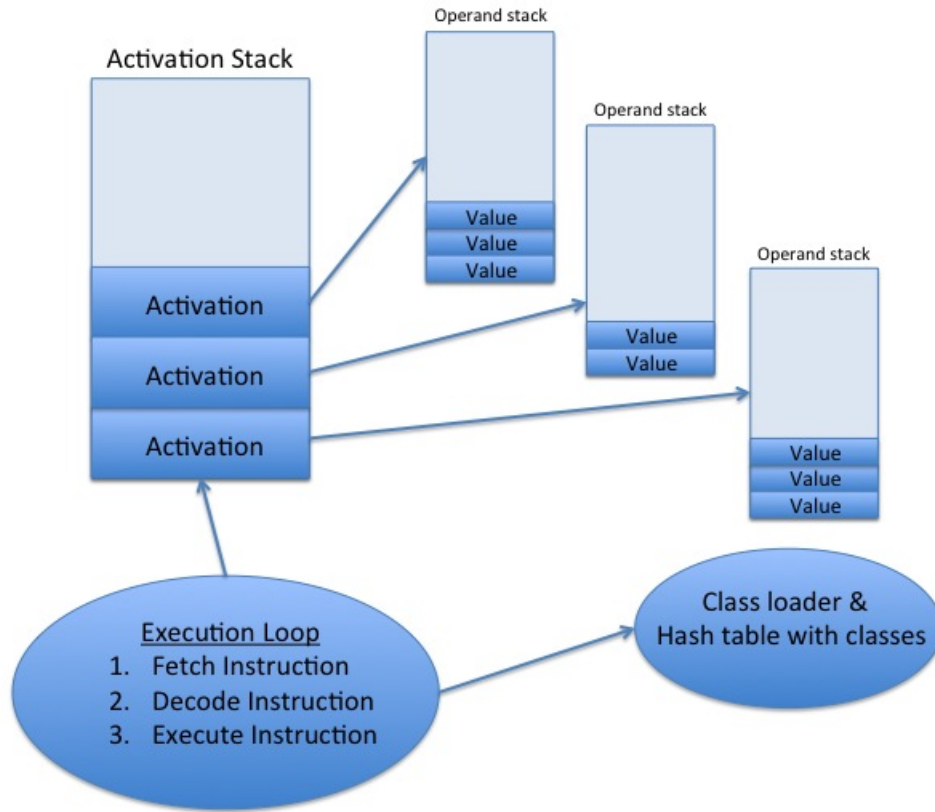 Operand stack
Activation Stack
Operand stack
Value
Value
Value
Operand stack
Activation
Value
Activation
Value
Activation
Value
Value
Value
Class loader &
Hash table with classes
Execution Loop
1. Fetch Instruction
2. Decode Instruction
3. Execute Instruction